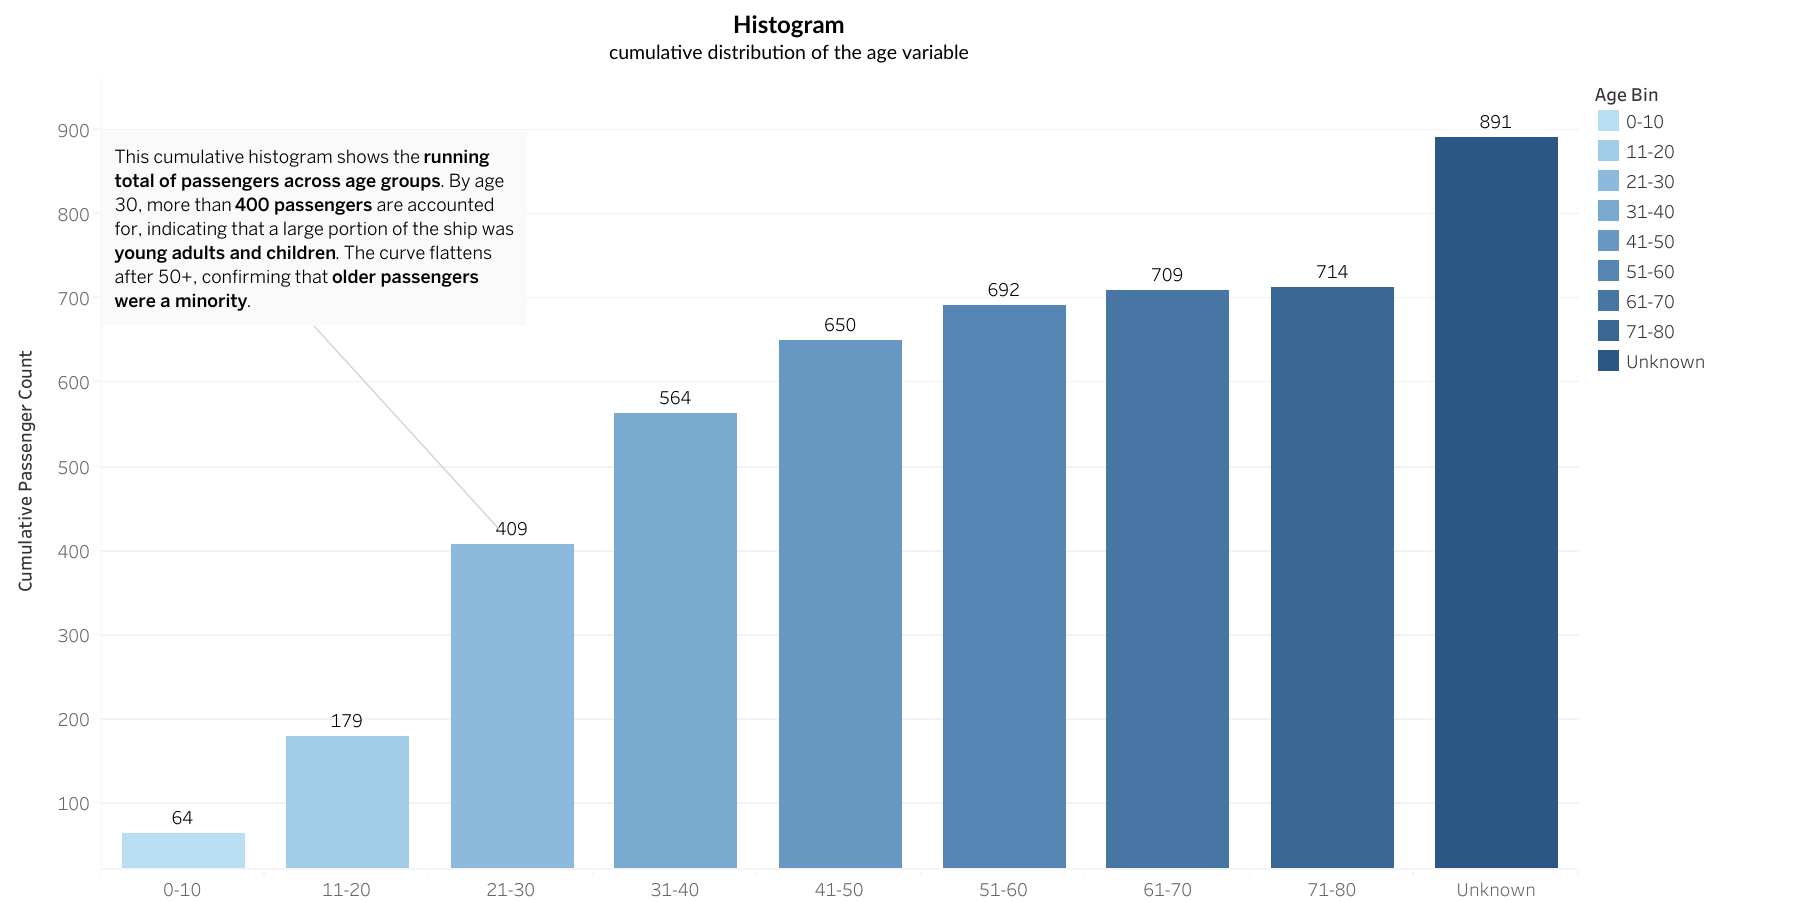 Histogram
cumulative distribution of the age variable
Cumulative Passenger Count
900
800
700
600
500
400
300
200
100
This cumulative histogram shows the running
total of passengers across age groups. By age
30, more than 400 passengers are accounted
for, indicating that a large portion of the ship was
young adults and children. The curve flattens
after 50+, confirming that older passengers
were a minority.
64
179
409
564
650
692
709
714
891
0-10
11-20
21-30
31-40
41-50
51-60
61-70
71-80
Unknown
Age Bin
0-10
11-20
21-30
31-40
41-50
51-60
61-70
71-80
Unknown